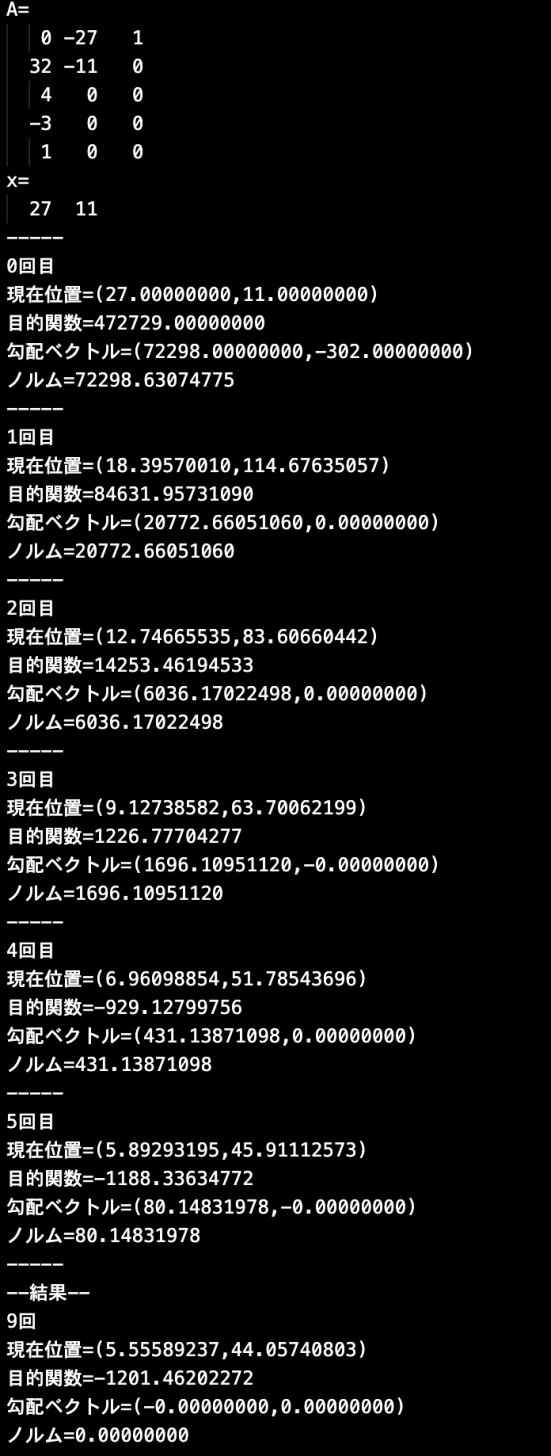 A=
0 -27 1
32 -11 0
4 0 0
-3 0 0
1 0 0
x=
27 11
-----
0回目
現在位置=(27.00000000,11.00000000)
目的関数=472729.00000000
勾配ベクトル=(72298.00000000,-302.00000000)
ノルム=72298.63074775
-----
1回目
現在位置=(18.39570010,114.67635057)
目的関数=84631.95731090
勾配ベクトル=(20772.66051060,0.00000000)
ノルム=20772.66051060
-----
2回目
現在位置=(12.74665535,83.60660442)
目的関数=14253.46194533
勾配ベクトル=(6036.17022498,0.00000000)
ノルム=6036.17022498
-----
3回目
現在位置=(9.12738582,63.70062199)
目的関数=1226.77704277
勾配ベクトル=(1696.10951120,-0.00000000)
ノルム=1696.10951120
-----
4回目
現在位置=(6.96098854,51.78543696)
目的関数=-929.12799756
勾配ベクトル=(431.13871098,0.00000000)
ノルム=431.13871098
-----
5回目
現在位置=(5.89293195,45.91112573)
目的関数=-1188.33634772
勾配ベクトル=(80.14831978,-0.00000000)
ノルム=80.14831978
-----
--結果--
9回
現在位置=(5.55589237,44.05740803)
目的関数=-1201.46202272
勾配ベクトル=(-0.00000000,0.00000000)
ノルム=0.00000000